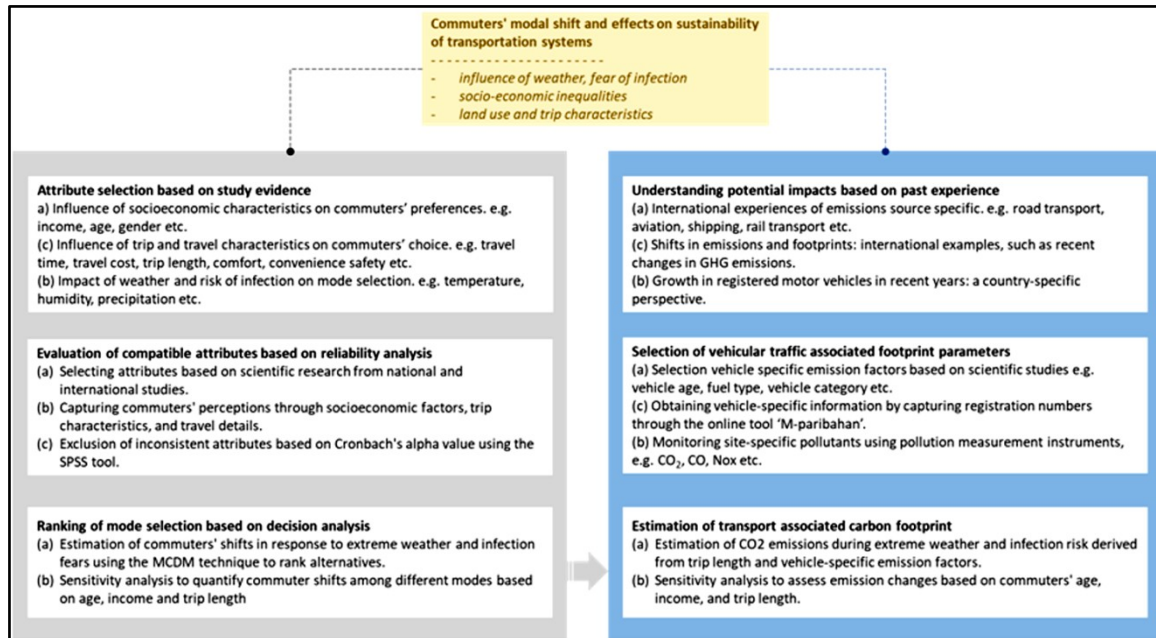 Commuters' modal shift and effects on sustainability
of transportation systems
- - - - - - - - - - - - - - - - - - - - - -
- influence of weather, fear of infection
- socio-economic inequalities
- land use and trip characteristics
Attribute selection based on study evidence
a) Influence of socioeconomic characteristics on commuters' preferences. e.g.
income, age, gender etc.
(c) Influence of trip and travel characteristics on commuters' choice. e.g. travel
time, travel cost, trip length, comfort, convenience safety etc.
(b) Impact of weather and risk of infection on mode selection. e.g. temperature,
humidity, precipitation etc.
Evaluation of compatible attributes based on reliability analysis
(a) Selecting attributes based on scientific research from national and
international studies.
(b) Capturing commuters' perceptions through socioeconomic factors, trip
characteristics, and travel details.
(c) Exclusion of inconsistent attributes based on Cronbach's alpha value using the
SPSS tool.
Ranking of mode selection based on decision analysis
(a) Estimation of commuters' shifts in response to extreme weather and infection
fears using the MCDM technique to rank alternatives.
(b) Sensitivity analysis to quantify commuter shifts among different modes based
on age, income and trip length
Understanding potential impacts based on past experience
(a) International experiences of emissions source specific. e.g. road transport,
aviation, shipping, rail transport etc.
(c) Shifts in emissions and footprints: international examples, such as recent
changes in GHG emissions.
(b) Growth in registered motor vehicles in recent years: a country-specific
perspective.
Selection of vehicular traffic associated footprint parameters
(a) Selection vehicle specific emission factors based on scientific studies e.g.
vehicle age, fuel type, vehicle category etc.
(c) Obtaining vehicle-specific information by capturing registration numbers
through the online tool 'M-paribahan'.
(b) Monitoring site-specific pollutants using pollution measurement instruments,
e.g. CO₂, CO, Nox etc.
Estimation of transport associated carbon footprint
(a) Estimation of CO2 emissions during extreme weather and infection risk derived
from trip length and vehicle-specific emission factors.
(b) Sensitivity analysis to assess emission changes based on commuters' age,
income, and trip length.